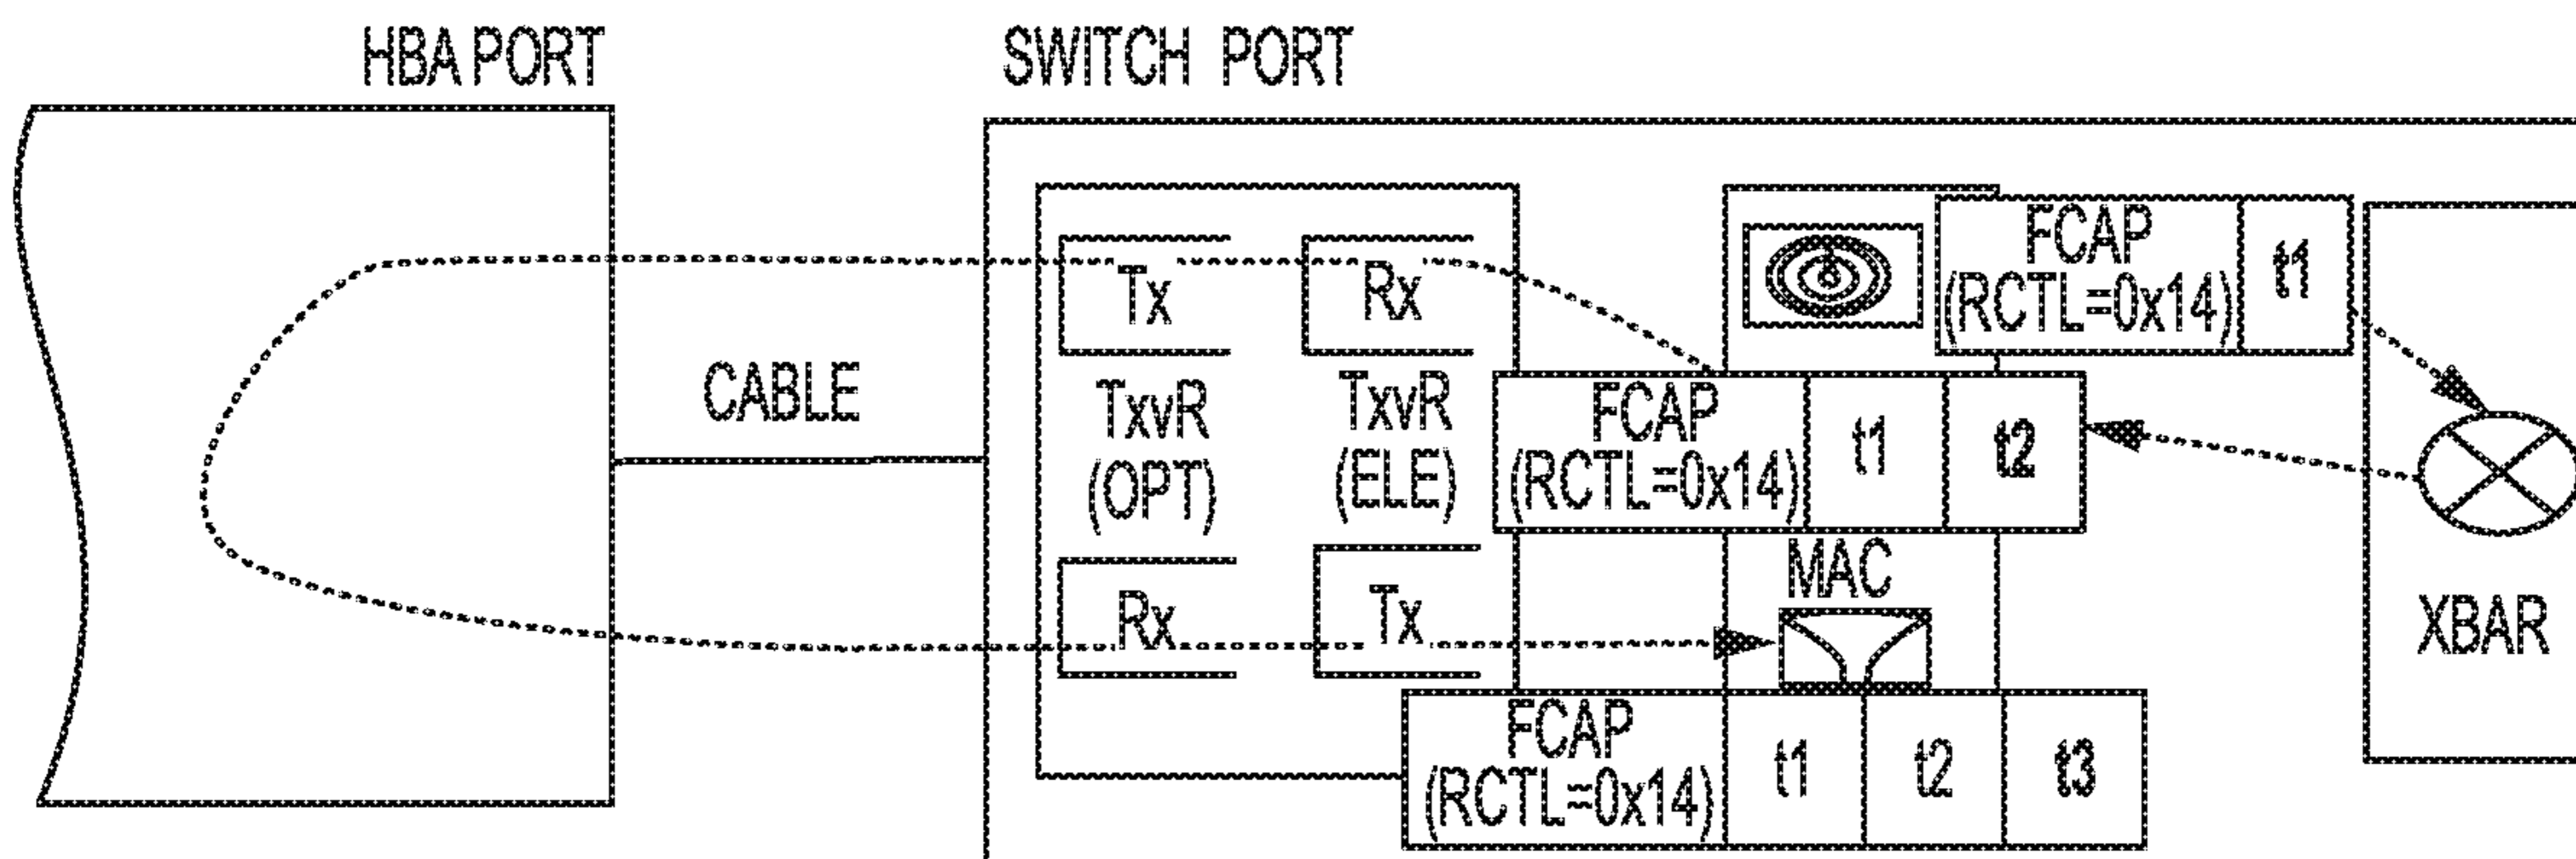 HBA PORT
SWITCH PORT
Tx
Rx
FCAP
(RCTL=0x14)
t1
CABLE
TxvR
(OPT)
TxvR
(ELE)
FCAP
(RCTL=0x14)
t1
t2
MAC
Rx
Tx
XBAR
FCAP
(RCTL=0x14)
t1
t2
t3